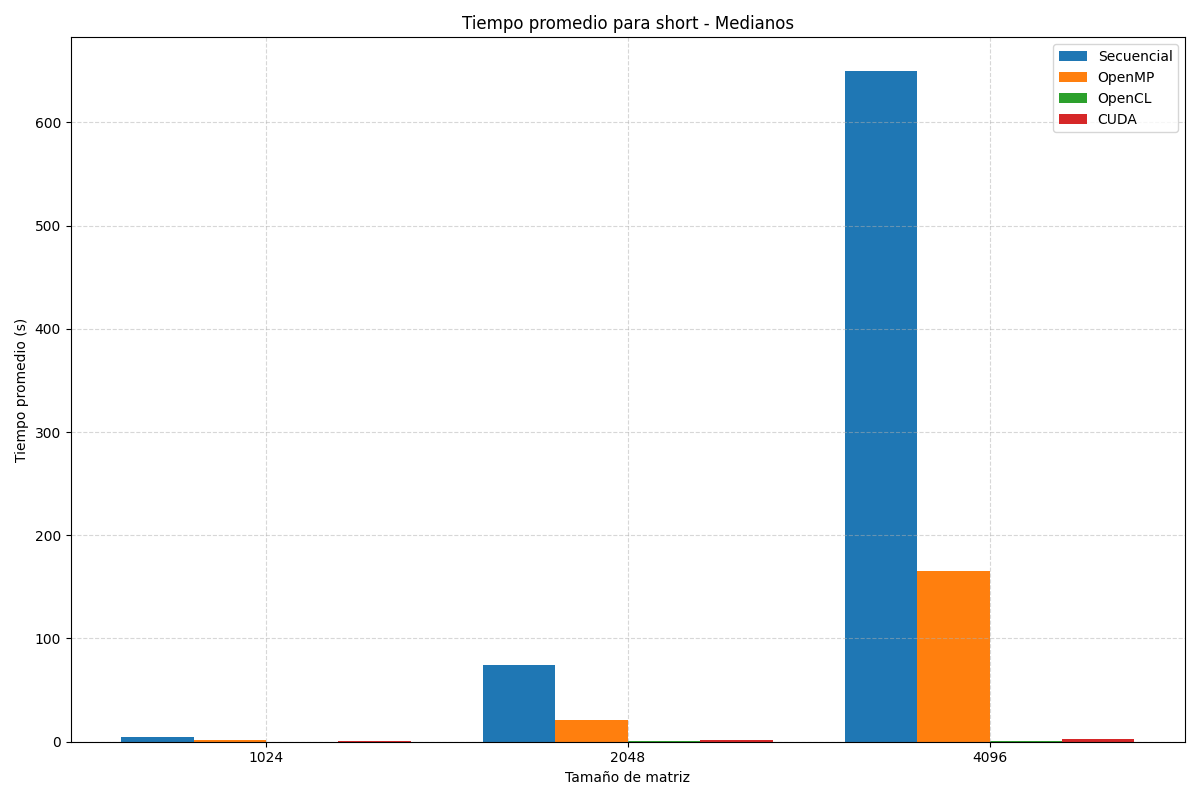 Tiempo promedio para short - Medianos
Secuencial
OpenMP
OpenCL
CUDA
Tiempo promedio (s)
600
500
400
300
200
100
0
1024
2048
4096
Tamaño de matriz